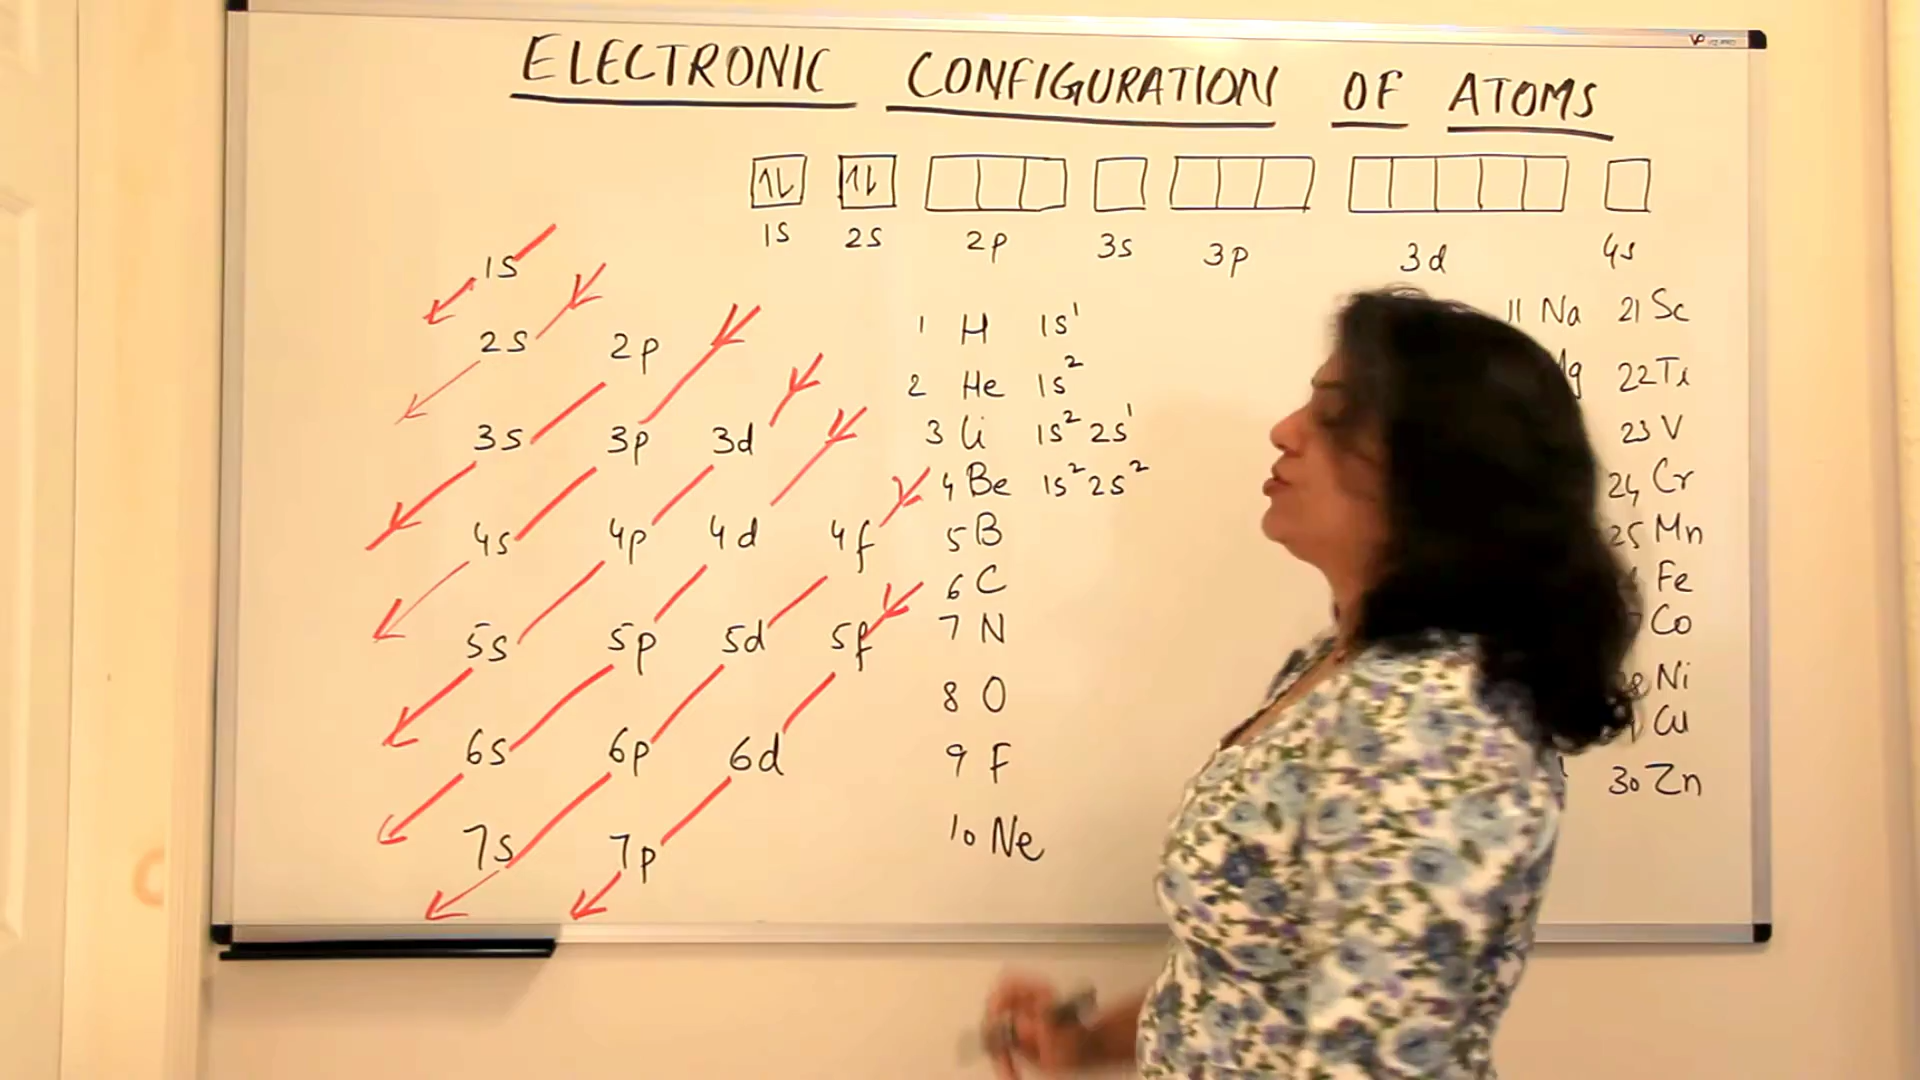 ELECTRONIC CONFIGURATION OF ATOMS
1↓ 1↓
1S 2S 2p 3s 3p 3d 4s
1s
2s 2p
3s 3p 3d
4s 4p 4d 4f
5s 5p 5d 5f
6s 6p 6d
7s 7p
1 H 1s¹
2 He 1s²
3 Li 1s² 2s¹
4 Be 1s² 2s²
5 B
6 C
7 N
8 O
9 F
10 Ne
11 Na
21 Sc
22 Ti
23 V
24 Cr
25 Mn
Fe
Co
Ni
Cu
30 Zn